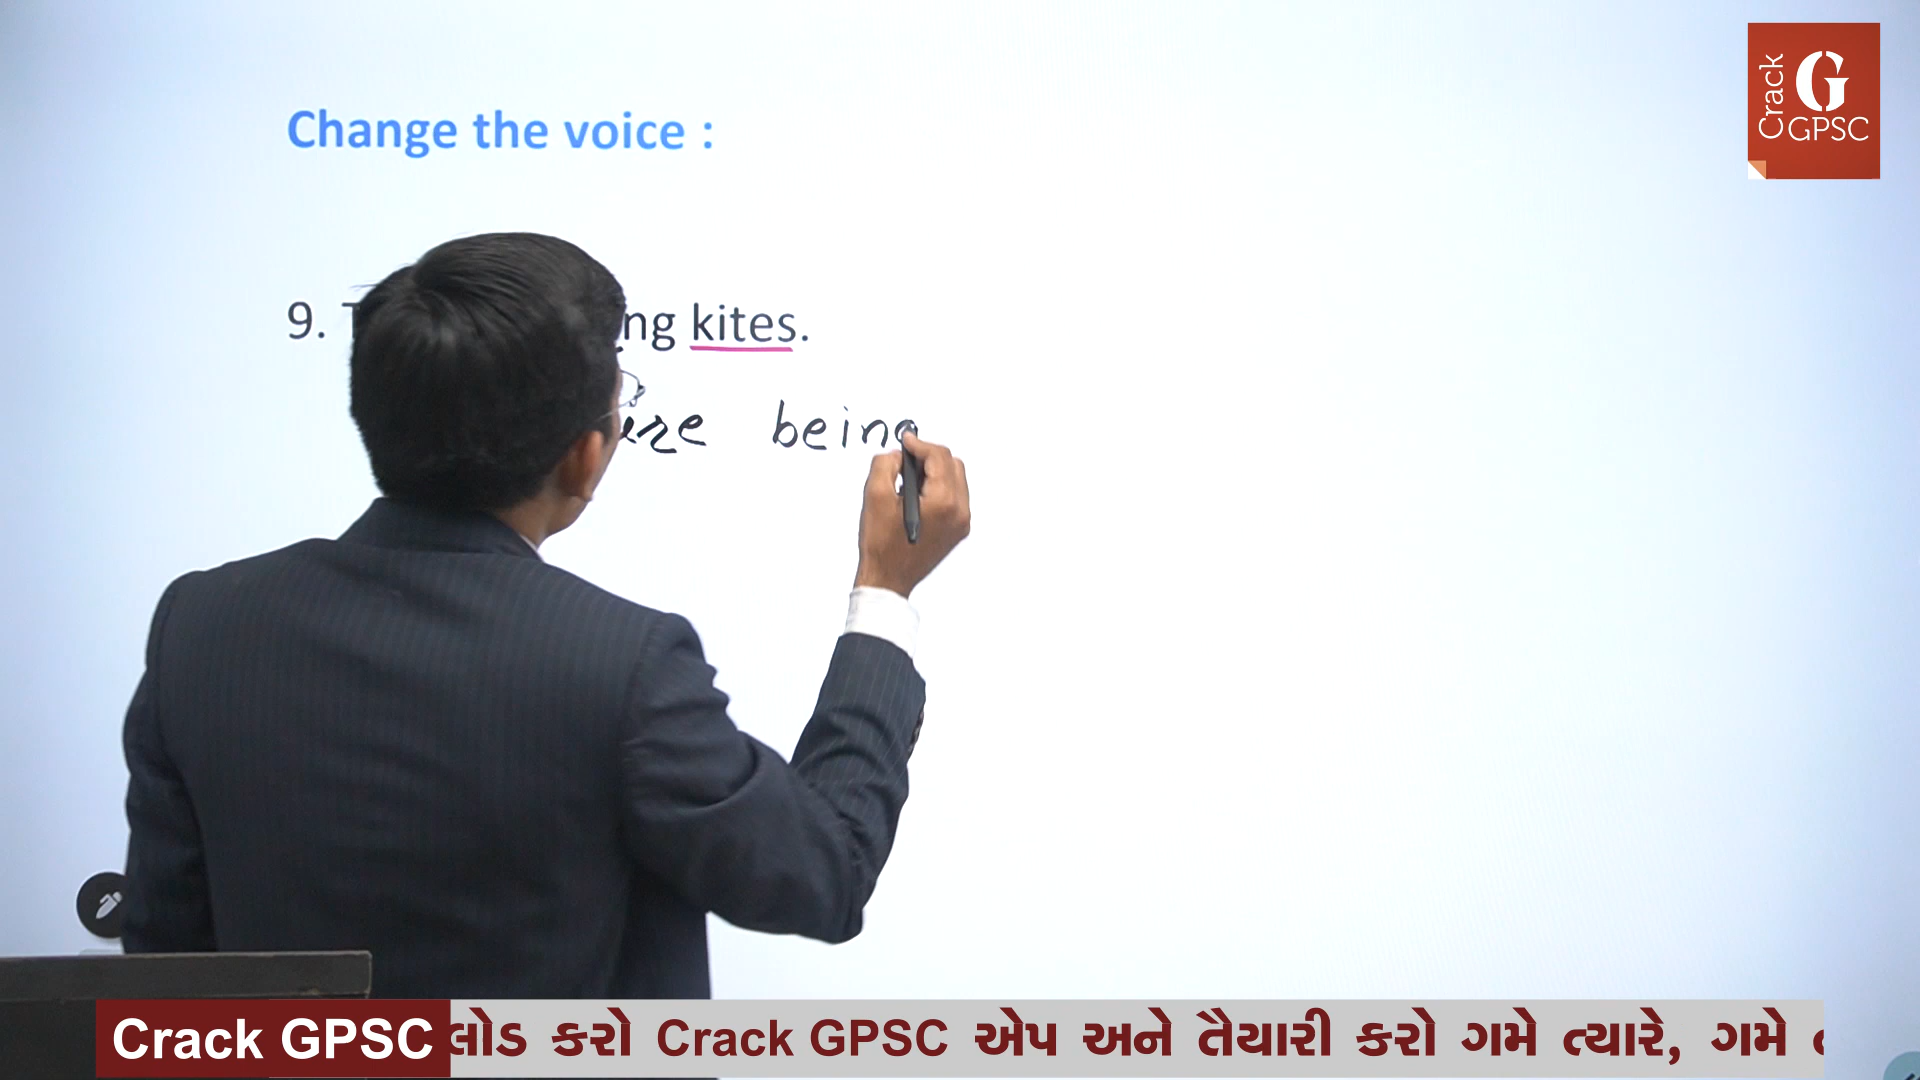 Change the voice :
Crack
G
GPSC
9. T ng kites.
are being
Crack GPSC લોડ કરો Crack GPSC એપ અને તૈયારી કરો ગમે ત્યારે, ગમે